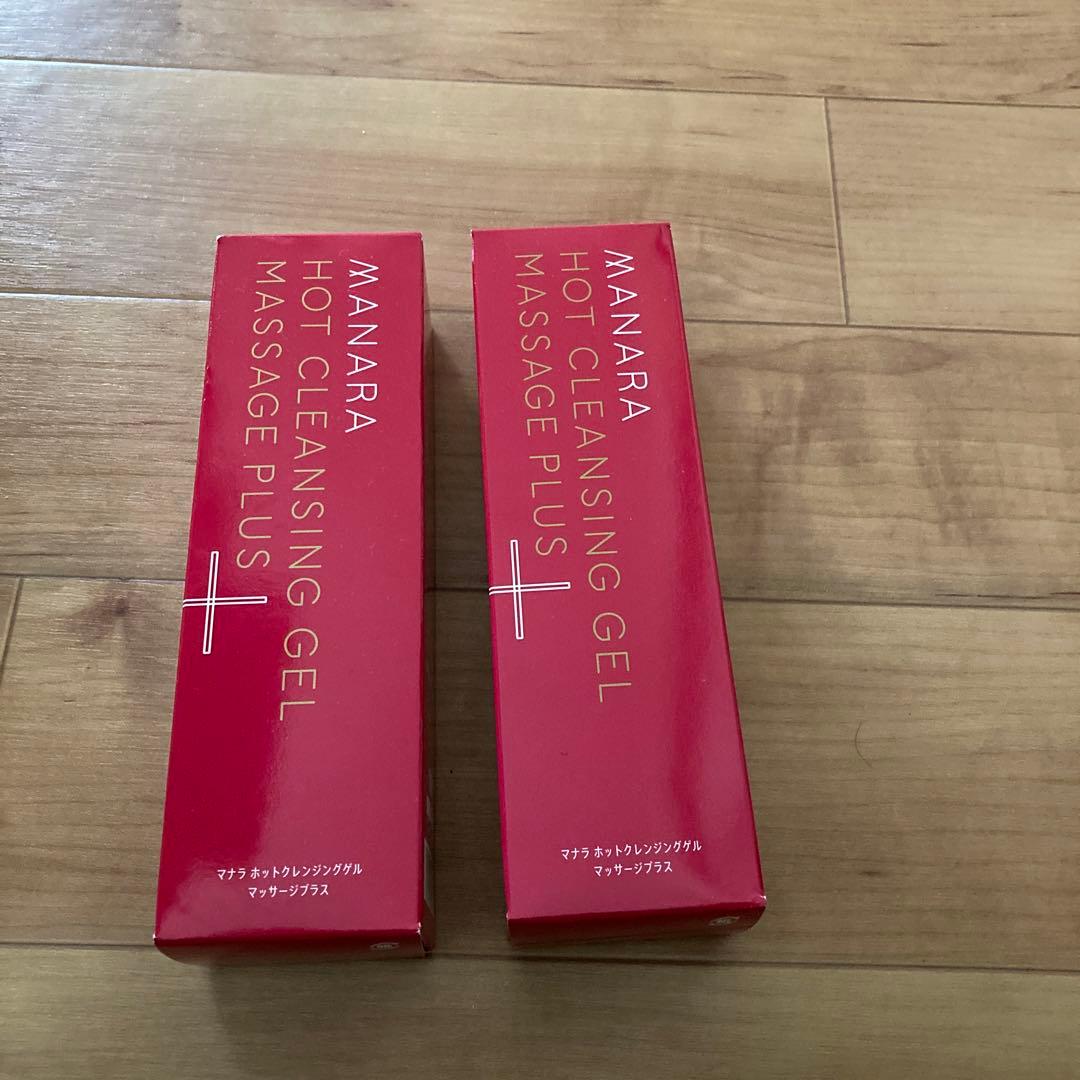 MANARA
HOT CLEANSING GEL
MASSAGE PLUS
マナラ ホットクレンジングゲル
マッサージプラス
MANARA
HOT CLEANSING GEL
MASSAGE PLUS
マナラ ホットクレンジングゲル
マッサージプラス